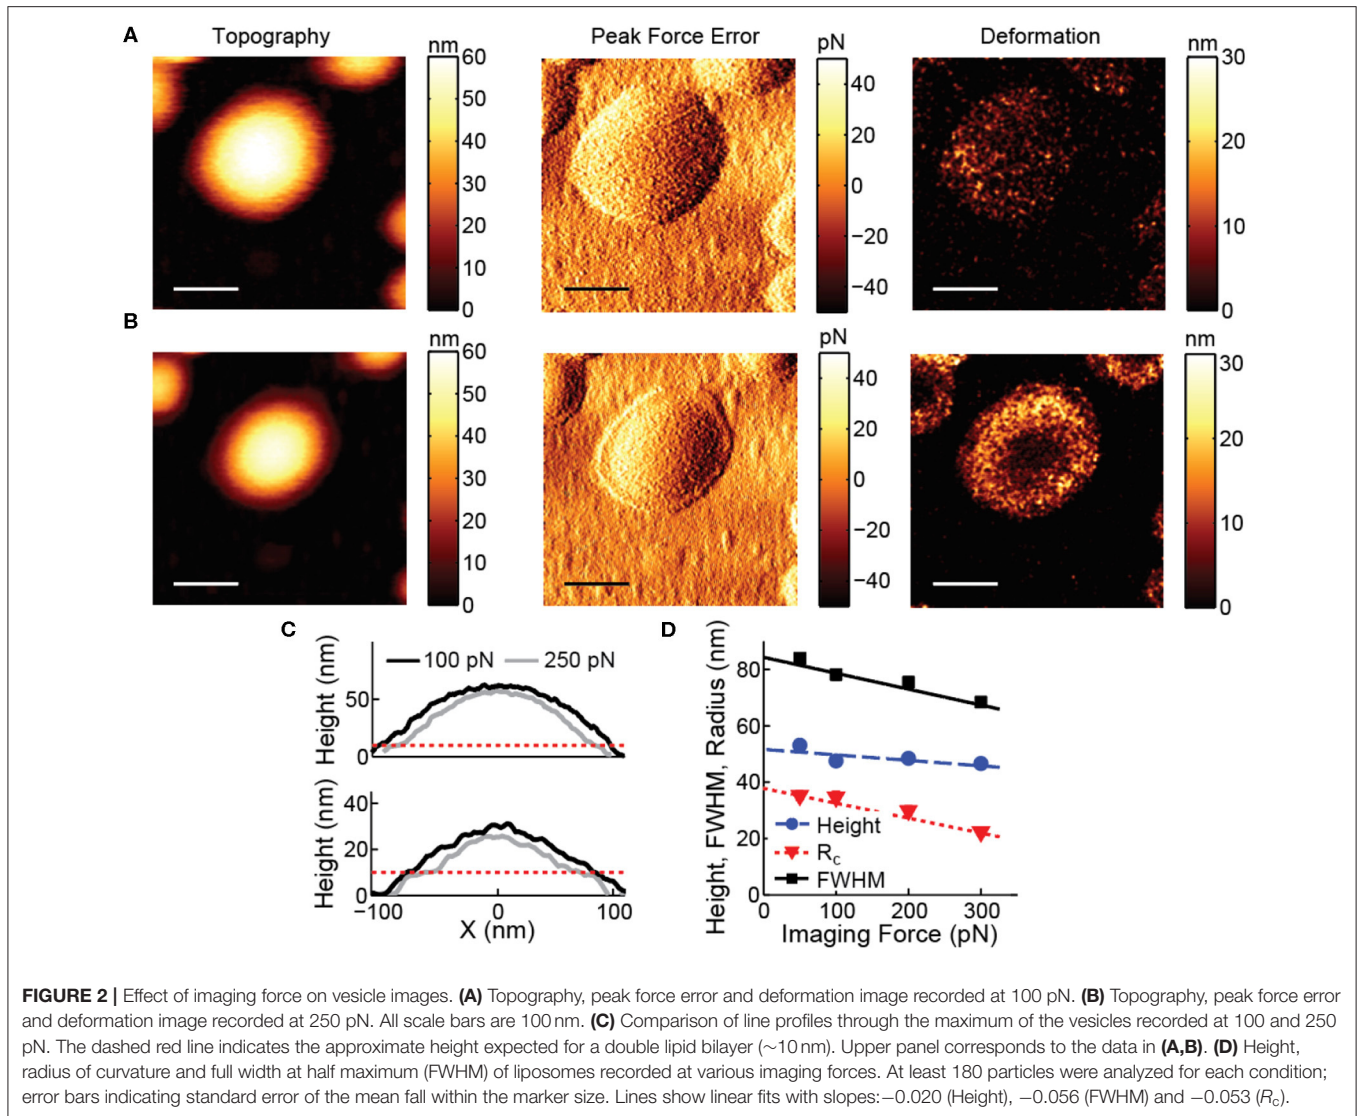 A
Topography
nm
60
50
40
30
20
10
0
Peak Force Error
pN
40
20
0
−20
−40
Deformation
nm
30
20
10
0
B
nm
60
50
40
30
20
10
0
pN
40
20
0
−20
−40
nm
30
20
10
0
C
100 pN
250 pN
Height (nm)
50
0
Height (nm)
40
20
0
−100
0
100
X (nm)
D
Height, FWHM, Radius (nm)
80
60
40
20
0
Height
Rc
FWHM
0
100
200
300
Imaging Force (pN)
FIGURE 2 | Effect of imaging force on vesicle images. (A) Topography, peak force error and deformation image recorded at 100 pN. (B) Topography, peak force error
and deformation image recorded at 250 pN. All scale bars are 100 nm. (C) Comparison of line profiles through the maximum of the vesicles recorded at 100 and 250
pN. The dashed red line indicates the approximate height expected for a double lipid bilayer (∼10 nm). Upper panel corresponds to the data in (A,B). (D) Height,
radius of curvature and full width at half maximum (FWHM) of liposomes recorded at various imaging forces. At least 180 particles were analyzed for each condition;
error bars indicating standard error of the mean fall within the marker size. Lines show linear fits with slopes:−0.020 (Height), −0.056 (FWHM) and −0.053 (Rc).